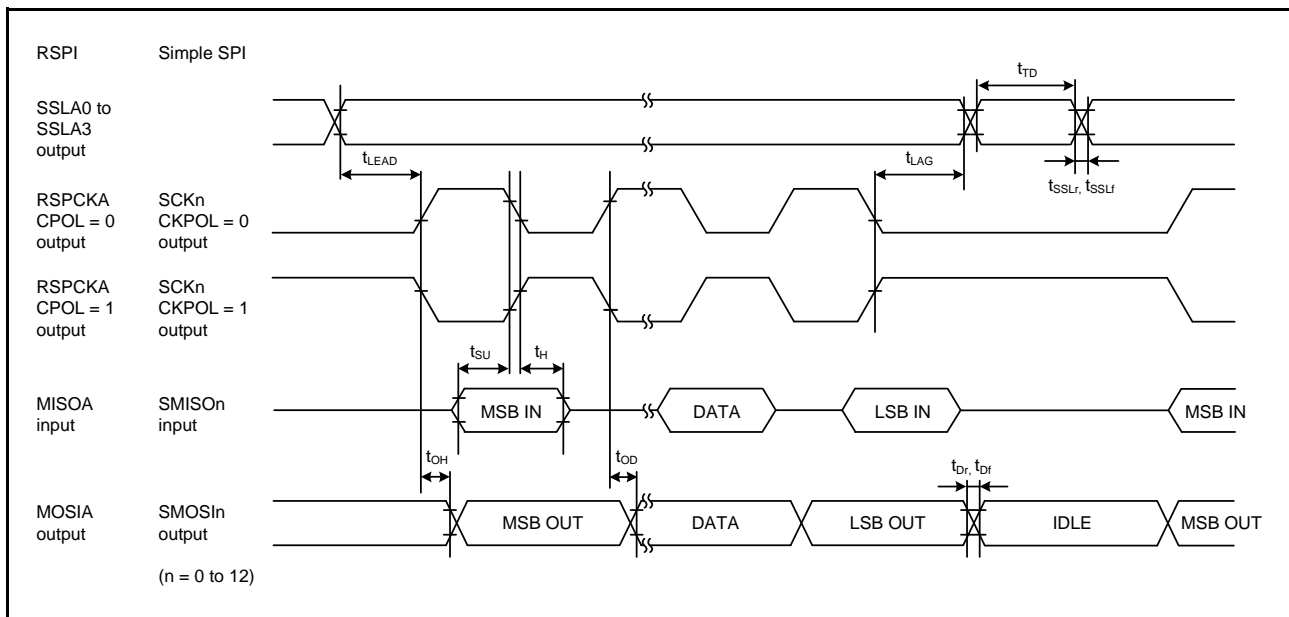 RSPI Simple SPI
tTD
SSLA0 to
SSLA3
output
tLEAD
tLAG
tSSLr, tSSLf
RSPCKA SCKn
CPOL = 0 CKPOL = 0
output output
RSPCKA SCKn
CPOL = 1 CKPOL = 1
output output
tSU tH
MISOA SMISOn
input input
MSB IN DATA LSB IN MSB IN
tOH tOD tDr, tDf
MOSIA SMOSIn
output output
MSB OUT DATA LSB OUT IDLE MSB OUT
(n = 0 to 12)